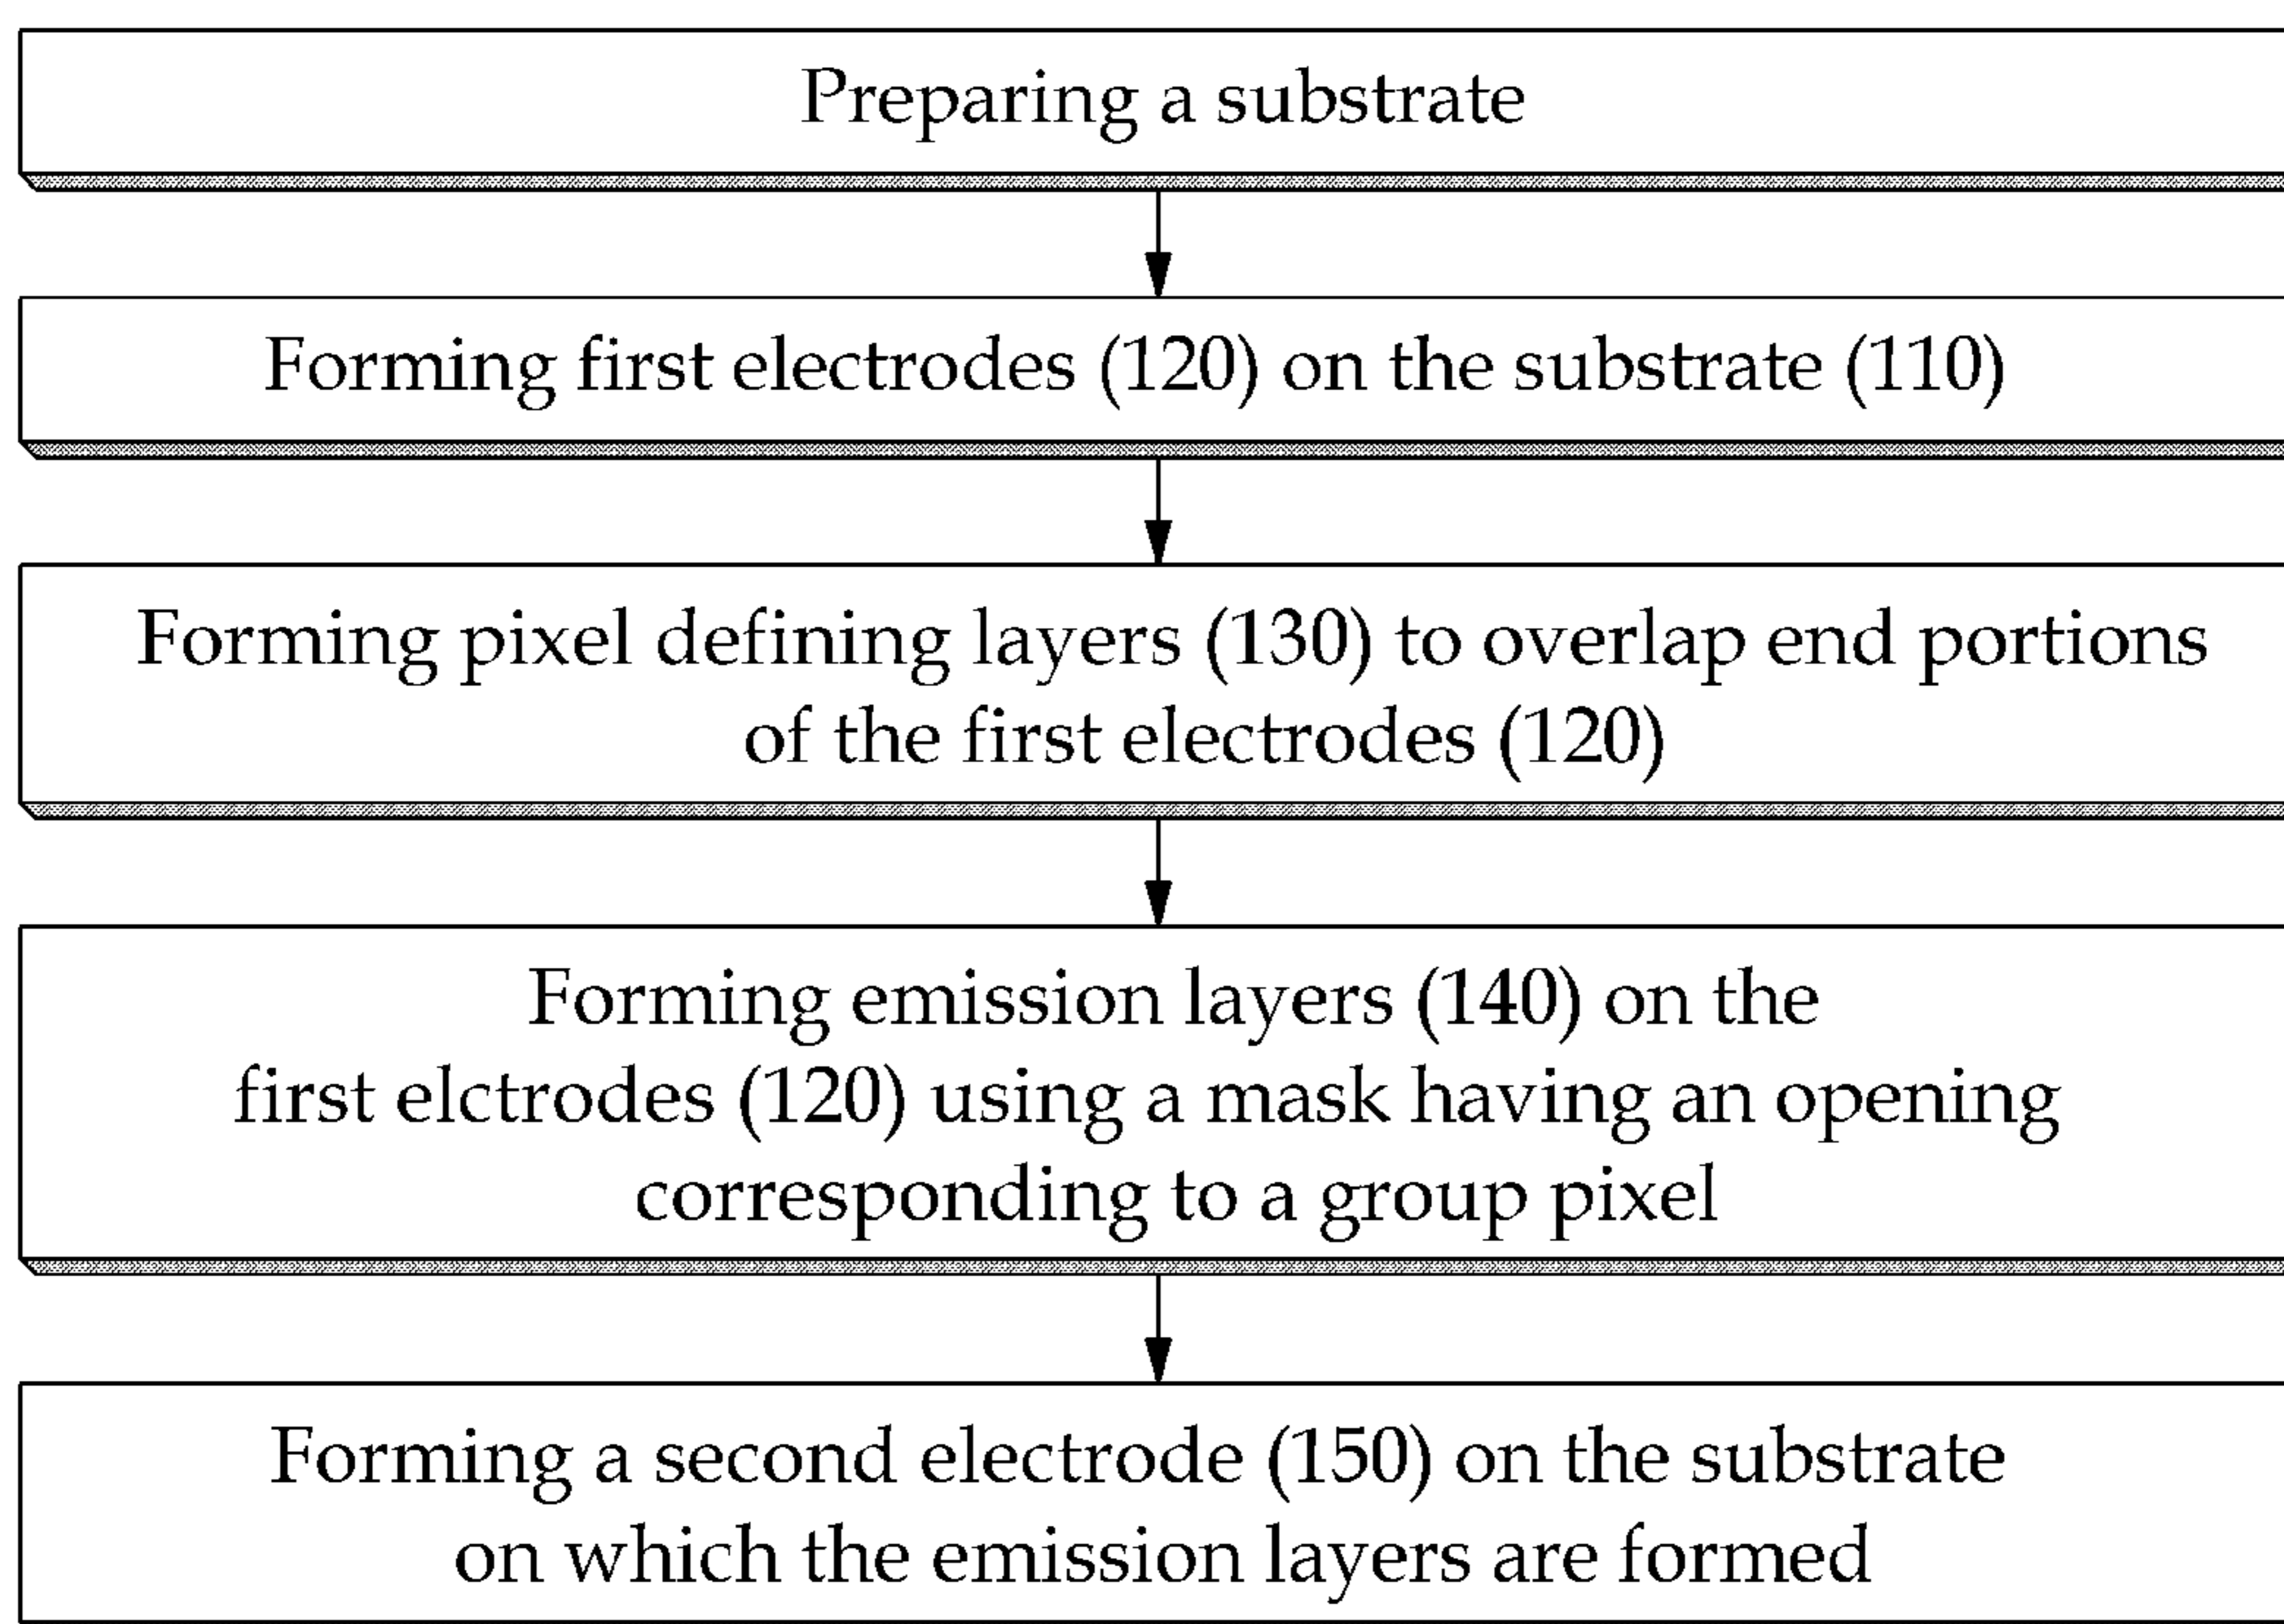 Preparing a substrate
Forming first electrodes (120) on the substrate (110)
Forming pixel defining layers (130) to overlap end portions
of the first electrodes (120)
Forming emission layers (140) on the
first elctrodes (120) using a mask having an opening
corresponding to a group pixel
Forming a second electrode (150) on the substrate
on which the emission layers are formed